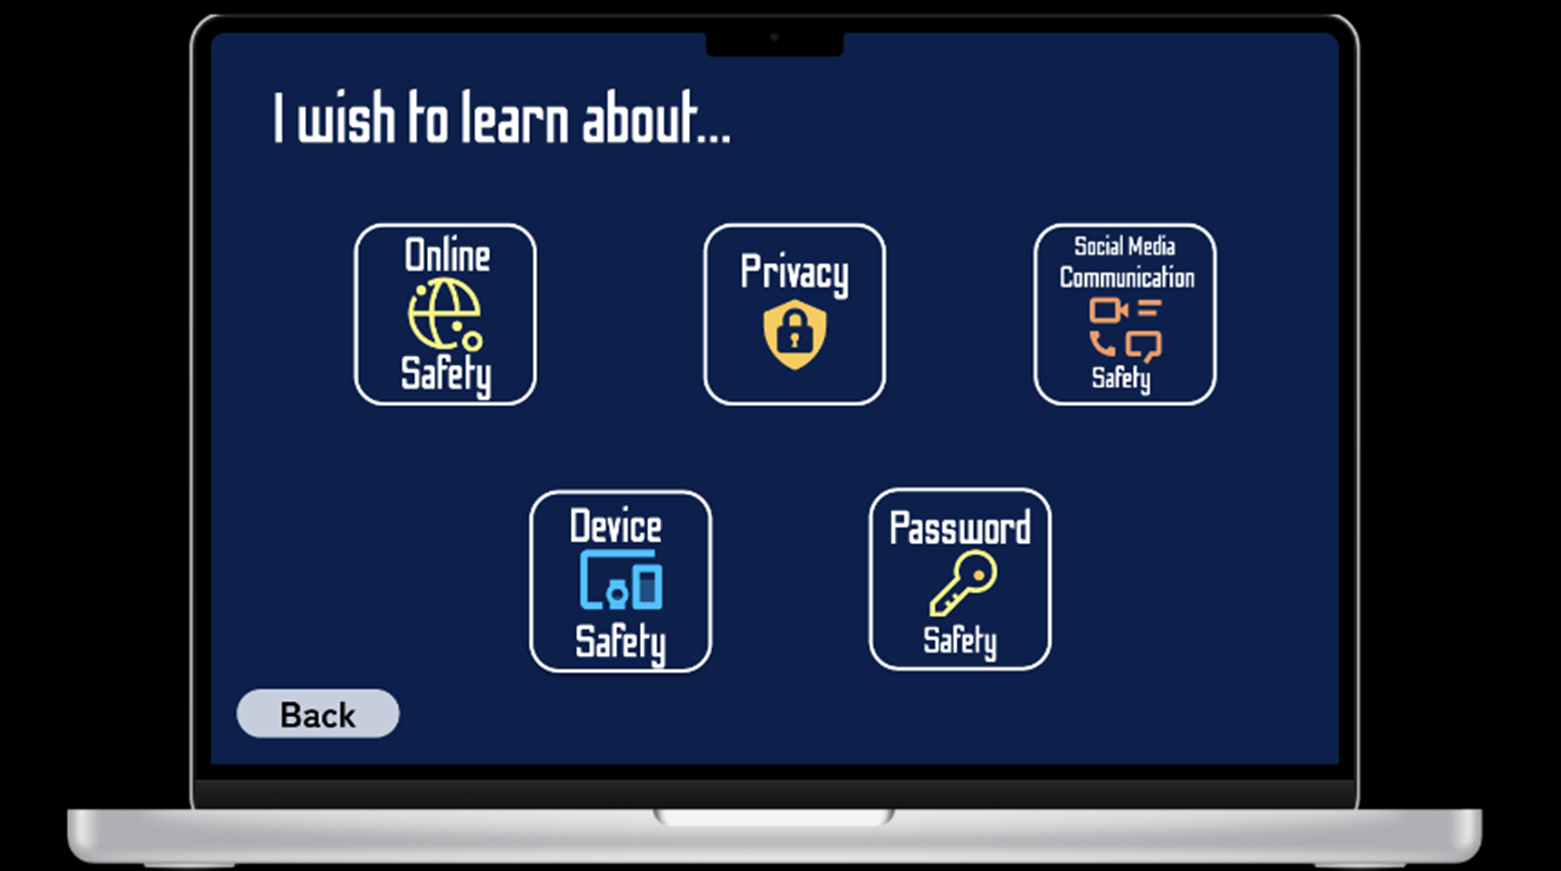 I wish to learn about...
Online
Safety
Privacy
Social Media
Communication
Safety
Device
Safety
Password
Safety
Back